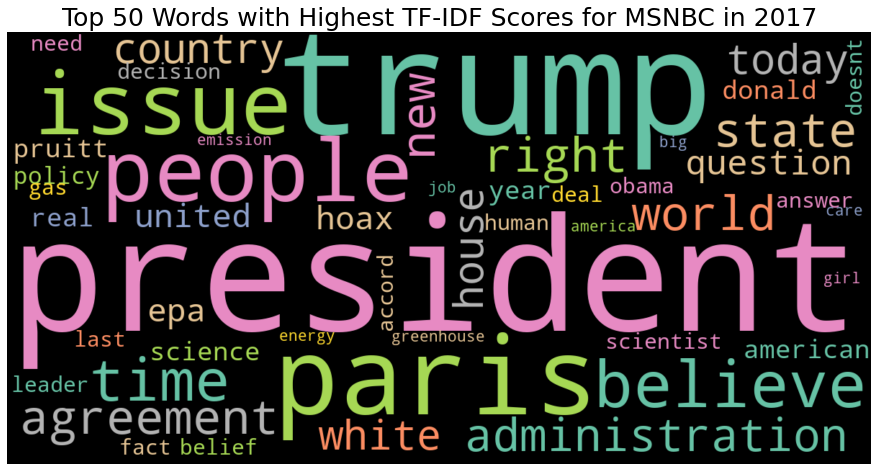 Top 50 Words with Highest TF-IDF Scores for MSNBC in 2017
need
country
decision
trump
today
donald
doesnt
issue
new
state
big
pruitt
emission
people
right
question
policy
gas
job
year
deal
obama
answer
real
united
hoax
house
human
america
world
care
president
accord
girl
epa
last
energy
greenhouse
scientist
american
science
paris
leader
time
believe
agreement
white
administration
fact
belief